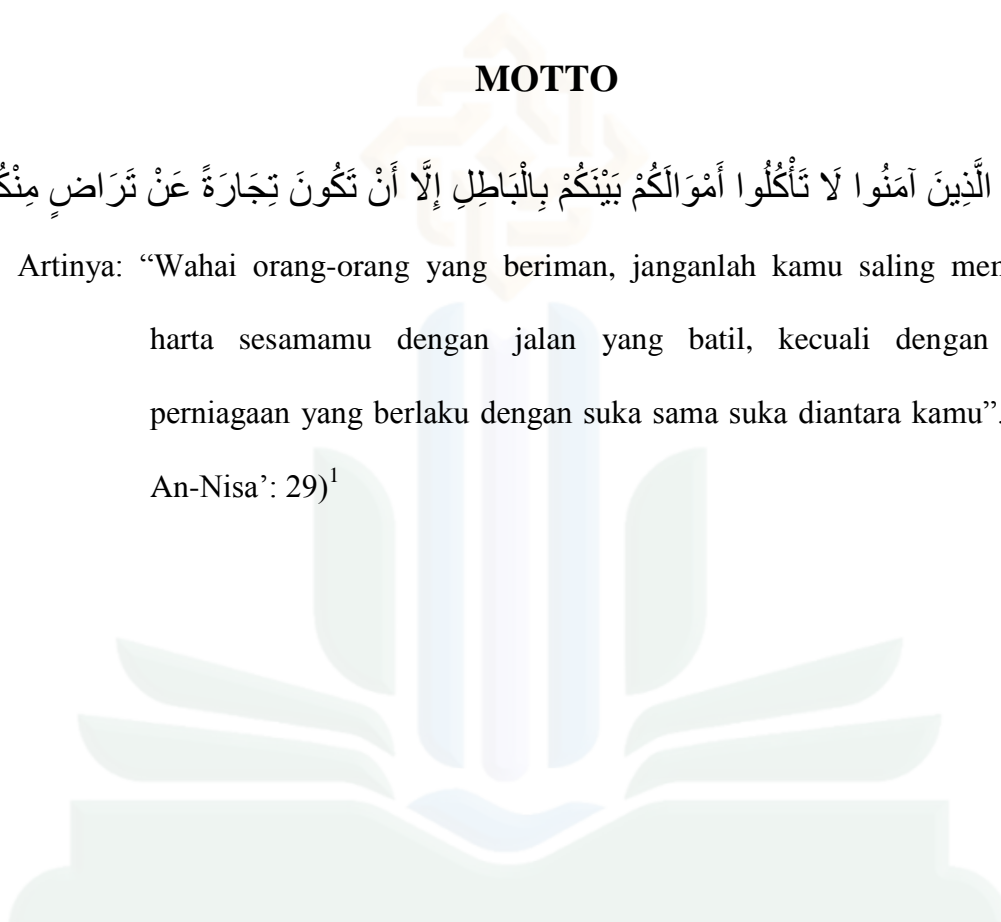 MOTTO
الَّذِينَ آمَنُوا لَا تَأْكُلُوا أَمْوَالَكُمْ بَيْنَكُمْ بِالْبَاطِلِ إِلَّا أَنْ تَكُونَ تِجَارَةً عَنْ تَرَاضٍ
Artinya: “Wahai orang-orang yang beriman, janganlah kamu saling
harta sesamamu dengan jalan yang batil, kecuali dengan
perniagaan yang berlaku dengan suka sama suka diantara kamu”.
An-Nisa’: 29)1